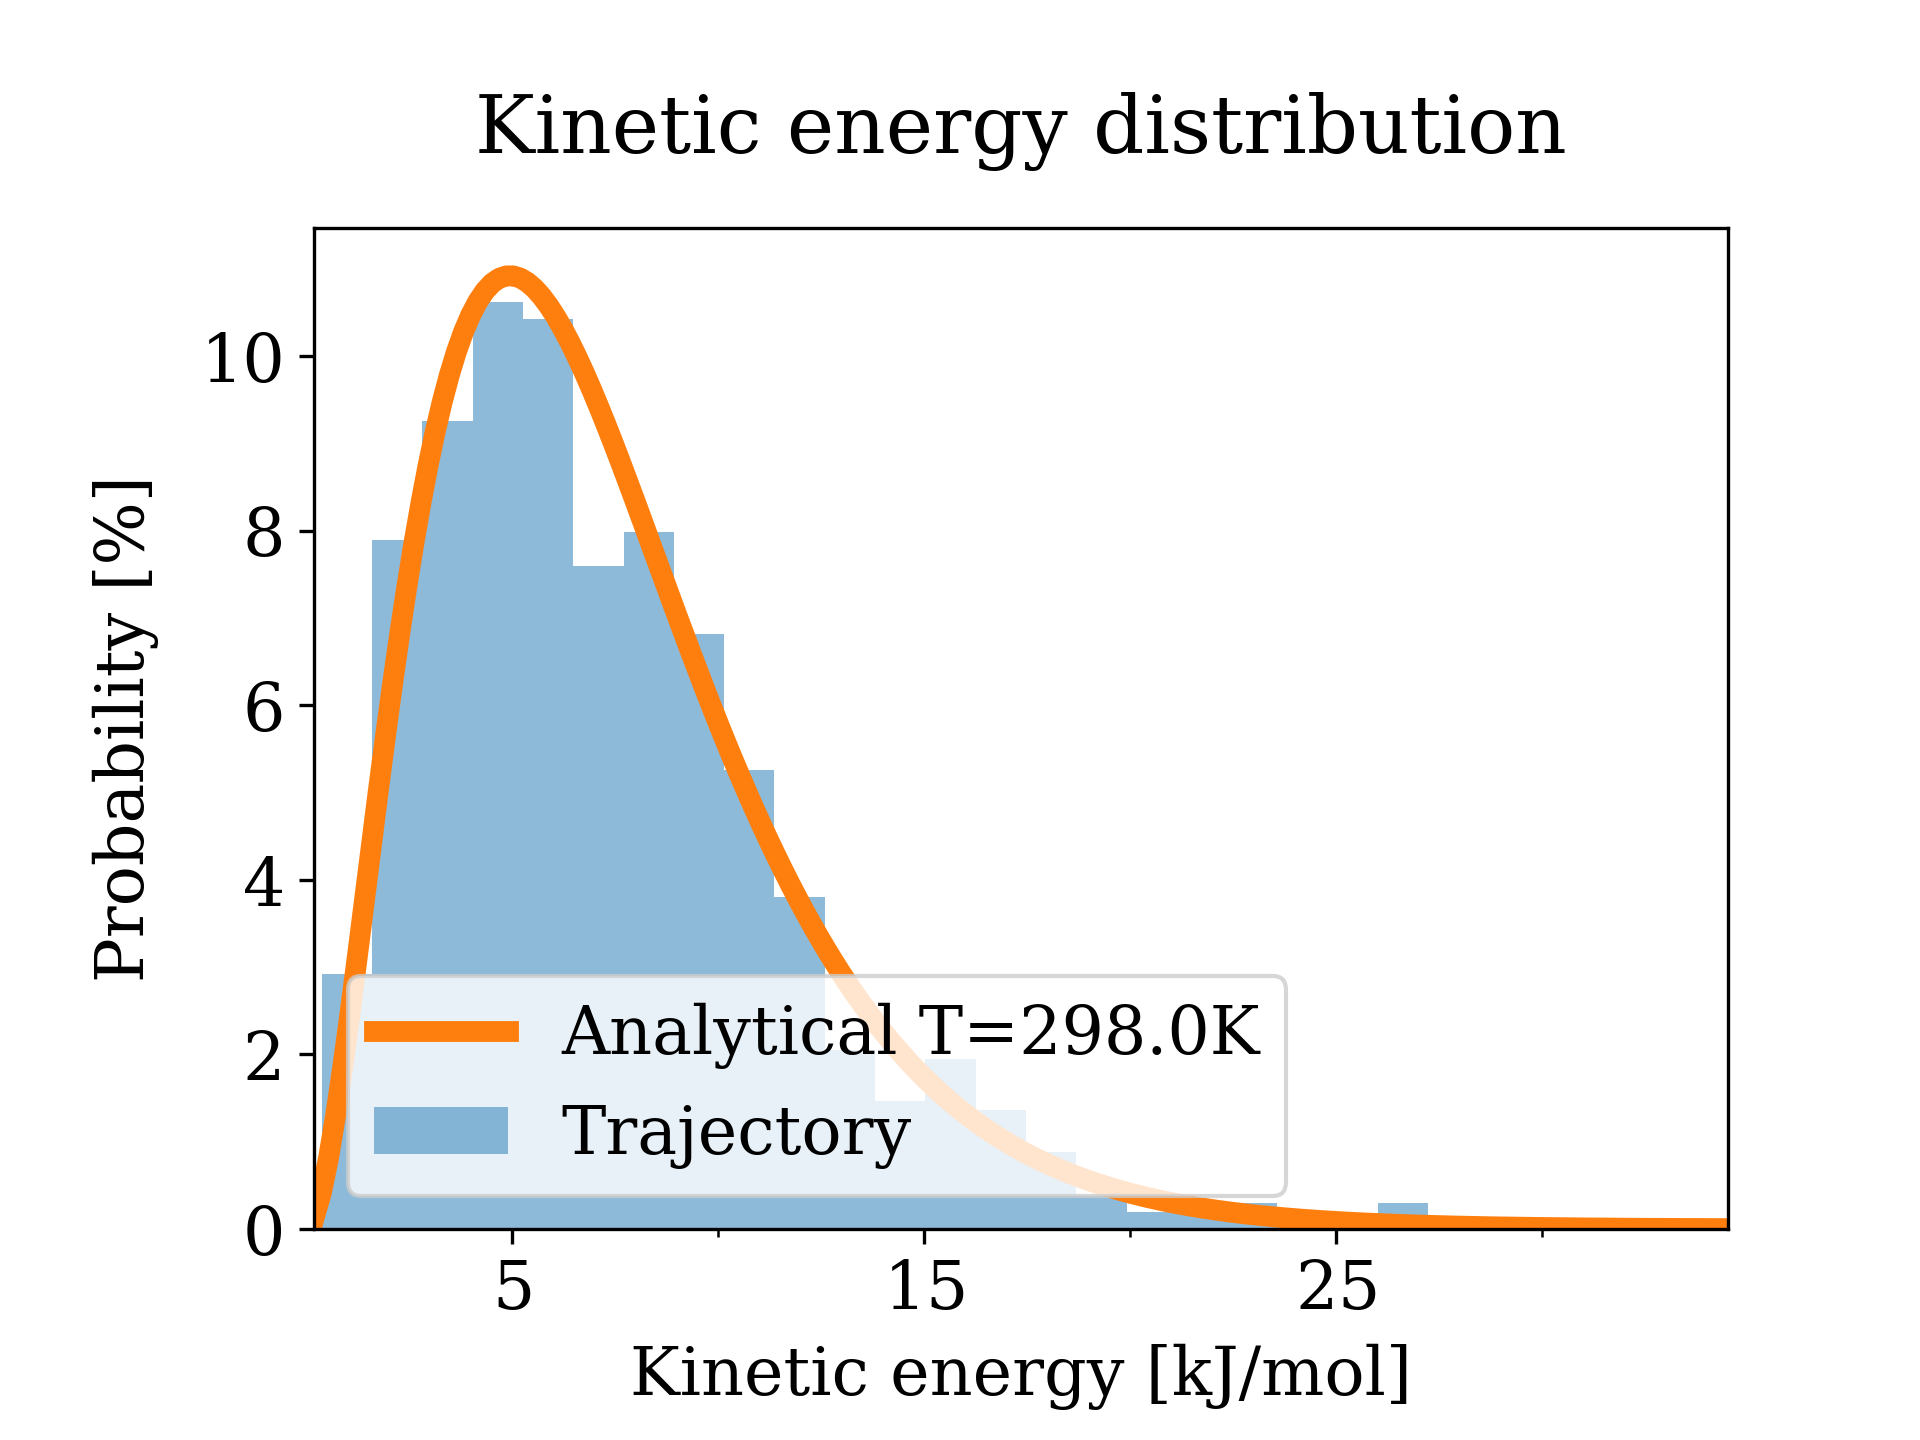 Kinetic energy distribution
Probability [%]
10
8
6
4
2
0
Analytical T=298.0K
Trajectory
5 15 25
Kinetic energy [kJ/mol]